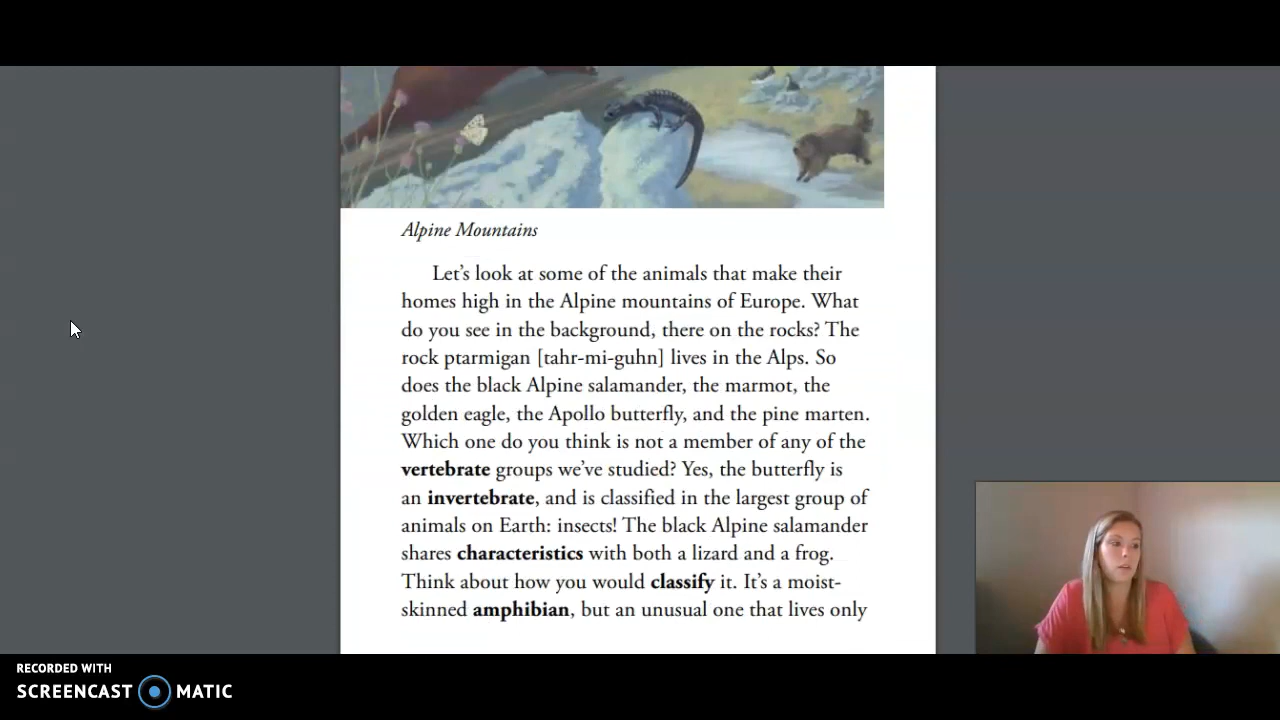 Alpine Mountains
Let’s look at some of the animals that make their
homes high in the Alpine mountains of Europe. What
do you see in the background, there on the rocks? The
rock ptarmigan [tahr-mi-guhn] lives in the Alps. So
does the black Alpine salamander, the marmot, the
golden eagle, the Apollo butterfly, and the pine marten.
Which one do you think is not a member of any of the
vertebrate groups we’ve studied? Yes, the butterfly is
an invertebrate, and is classified in the largest group of
animals on Earth: insects! The black Alpine salamander
shares characteristics with both a lizard and a frog.
Think about how you would classify it. It’s a moist-
skinned amphibian, but an unusual one that lives only
RECORDED WITH
SCREENCAST MATIC